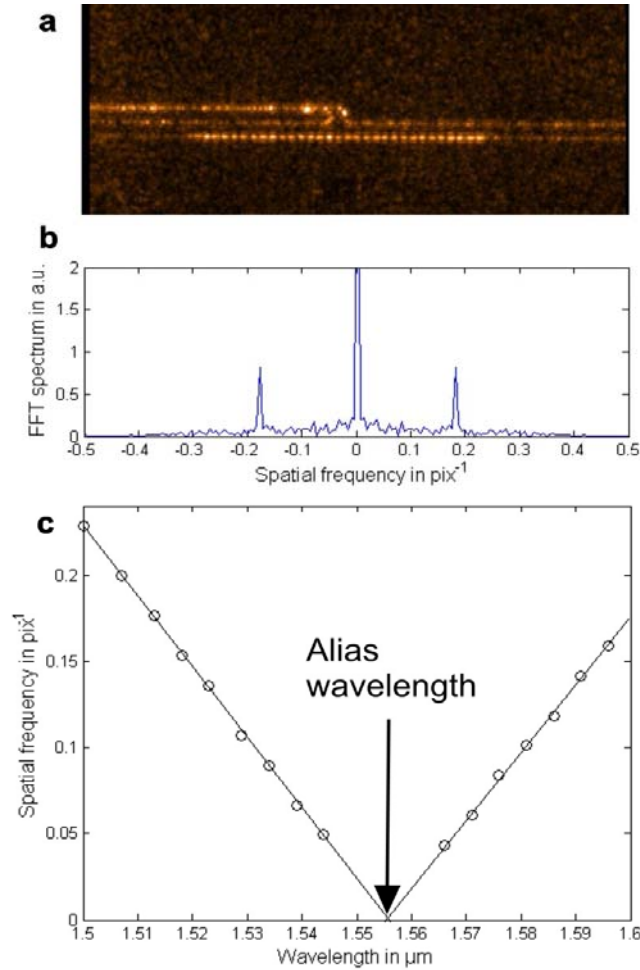 a
b
2
1.5
1
0.5
0
-0.5 -0.4 -0.3 -0.2 -0.1 0 0.1 0.2 0.3 0.4 0.5
FFT spectrum in a.u.
Spatial frequency in pix⁻¹
c
0.2
0.15
0.1
0.05
0
1.5 1.51 1.52 1.53 1.54 1.55 1.56 1.57 1.58 1.59 1.6
Spatial frequency in pix⁻¹
Alias
wavelength
Wavelength in µm